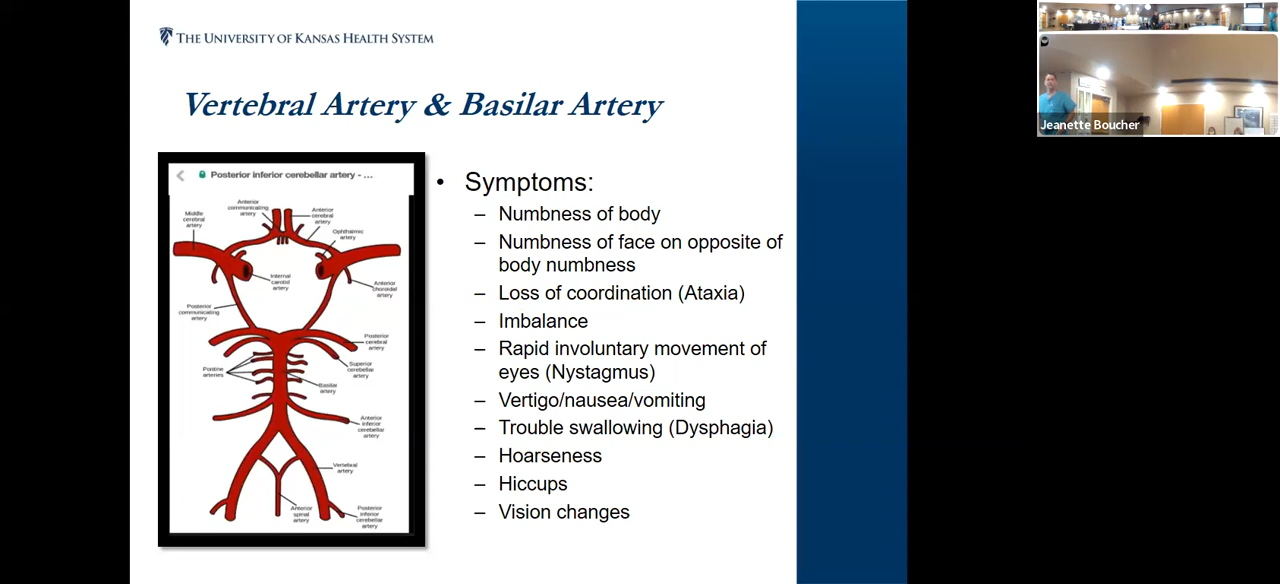 THE UNIVERSITY OF KANSAS HEALTH SYSTEM
Vertebral Artery & Basilar Artery
Posterior inferior cerebellar artery - ...
Anterior
communicating
artery
Anterior
cerebral
artery
Middle
cerebral
artery
Ophthalmic
artery
Internal
carotid
artery
Anterior
choroidal
artery
Posterior
communicating
artery
Posterior
cerebral
artery
Pontine
arteries
Superior
cerebellar
artery
Basilar
artery
Anterior
inferior
cerebellar
artery
Vertebral
artery
Anterior
spinal
artery
Posterior
inferior
cerebellar
artery
• Symptoms:
– Numbness of body
– Numbness of face on opposite of
body numbness
– Loss of coordination (Ataxia)
– Imbalance
– Rapid involuntary movement of
eyes (Nystagmus)
– Vertigo/nausea/vomiting
– Trouble swallowing (Dysphagia)
– Hoarseness
– Hiccups
– Vision changes
Jeanette Boucher